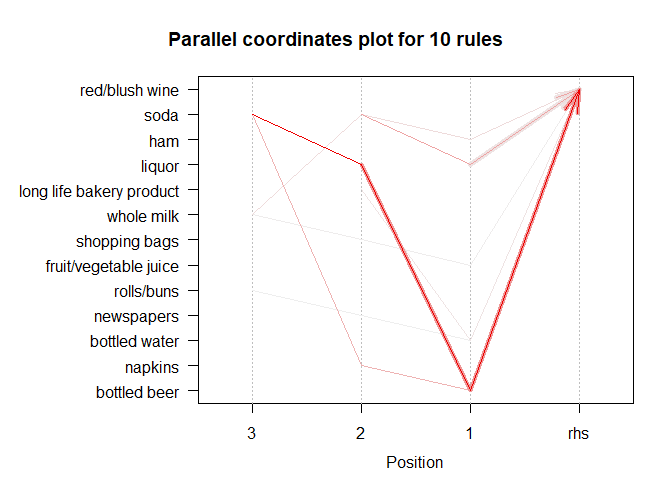 Parallel coordinates plot for 10 rules
red/blush wine
soda
ham
liquor
long life bakery product
whole milk
shopping bags
fruit/vegetable juice
rolls/buns
newspapers
bottled water
napkins
bottled beer
3 2 1 rhs
Position